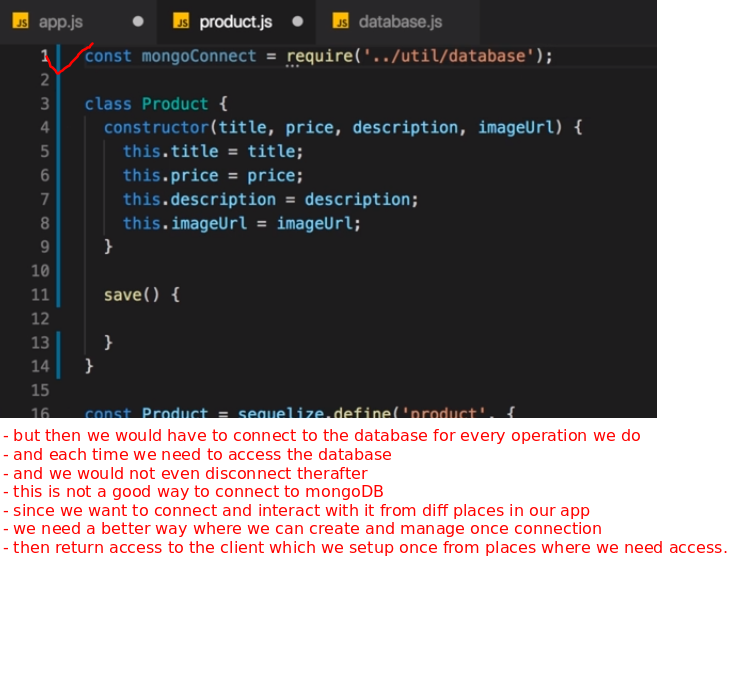 JS app.js JS product.js JS database.js
1 const mongoConnect = require('../util/database');
2
3 class Product {
4 constructor(title, price, description, imageUrl) {
5 this.title = title;
6 this.price = price;
7 this.description = description;
8 this.imageUrl = imageUrl;
9 }
10
11 save() {
12
13 }
14 }
15
16 const Product = sequelize.define('product', {
- but then we would have to connect to the database for every operation we do
- and each time we need to access the database
- and we would not even disconnect therafter
- this is not a good way to connect to mongoDB
- since we want to connect and interact with it from diff places in our app
- we need a better way where we can create and manage once connection
- then return access to the client which we setup once from places where we need access.